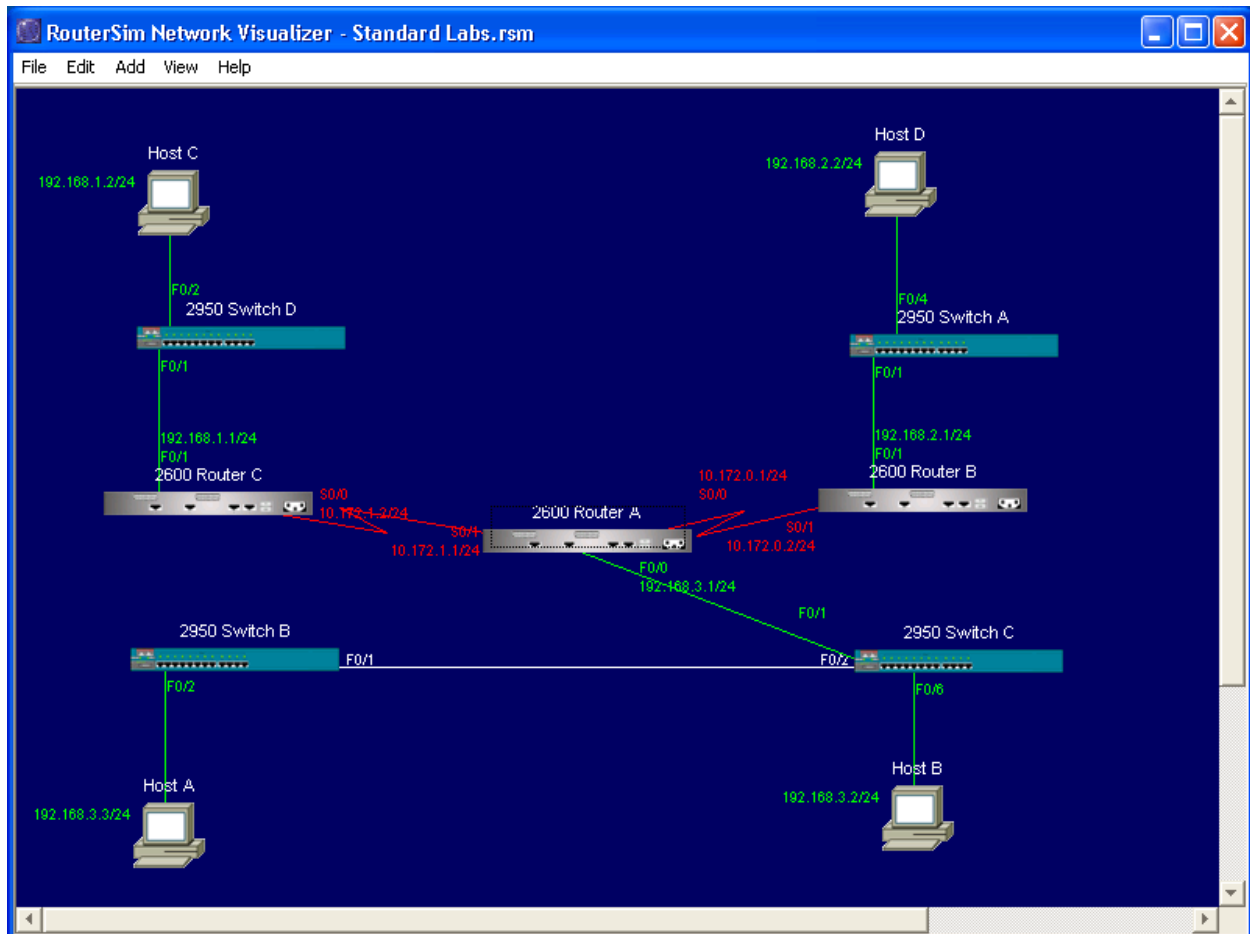 RouterSim Network Visualizer - Standard Labs.rsm
File Edit Add View Help
Host C
192.168.1.2/24
Host D
192.168.2.2/24
F0/2
2950 Switch D
F0/4
2950 Switch A
F0/1
F0/1
192.168.1.1/24
F0/1
2600 Router C
192.168.2.1/24
F0/1
2600 Router B
S0/0
10.172.1.2/24
10.172.0.1/24
S0/0
2600 Router A
S0/1
10.172.1.1/24
S0/1
10.172.0.2/24
F0/0
192.168.3.1/24
F0/1
2950 Switch B
2950 Switch C
F0/1
F0/2
F0/2
F0/6
Host A
192.168.3.3/24
Host B
192.168.3.2/24